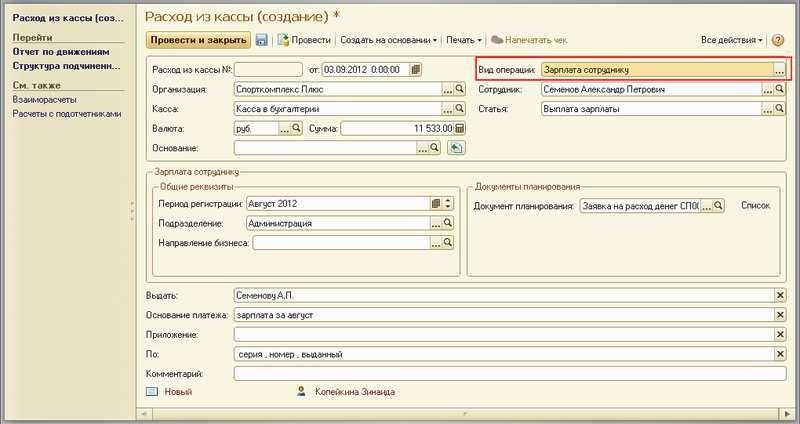 Расход из кассы (соз...
Перейти
Отчет по движениям
Структура подчиненн...
См. также
Взаиморасчеты
Расчеты с подотчетниками
Расход из кассы (создание) *
Провести и закрыть Провести Создать на основании Печать Напечатать чек Все действия
Расход из кассы №: от: 03.09.2012 0:00:00 Вид операции: Зарплата сотруднику ...
Организация: Спорткомплекс Плюс ... Сотрудник: Семенов Александр Петрович ...
Касса: Касса в бухгалтерии ... Статья: Выплата зарплаты ...
Валюта: руб. ... Сумма: 11 533,00
Основание: ...
Зарплата сотруднику
Общие реквизиты Документы планирования
Период регистрации: Август 2012 Документ планирования: Заявка на расход денег СП00 ... Список
Подразделение: Администрация ...
Направление бизнеса: ...
Выдать: Семенову А.П.
Основание платежа: зарплата за август
Приложение:
По: серия , номер , выданный
Комментарий:
Новый Копейкина Зинаида